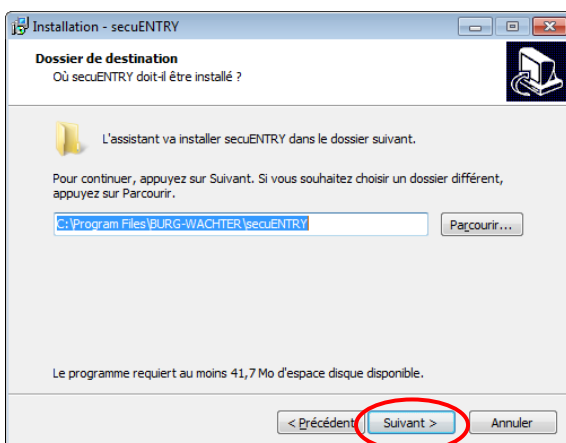 Installation - secuENTRY
Dossier de destination
Où secuENTRY doit-il être installé ?
L'assistant va installer secuENTRY dans le dossier suivant.
Pour continuer, appuyez sur Suivant. Si vous souhaitez choisir un dossier différent,
appuyez sur Parcourir.
C:\Program Files\BURG-WACHTER\secuENTRY
Parcourir...
Le programme requiert au moins 41,7 Mo d'espace disque disponible.
< Précédent
Suivant >
Annuler